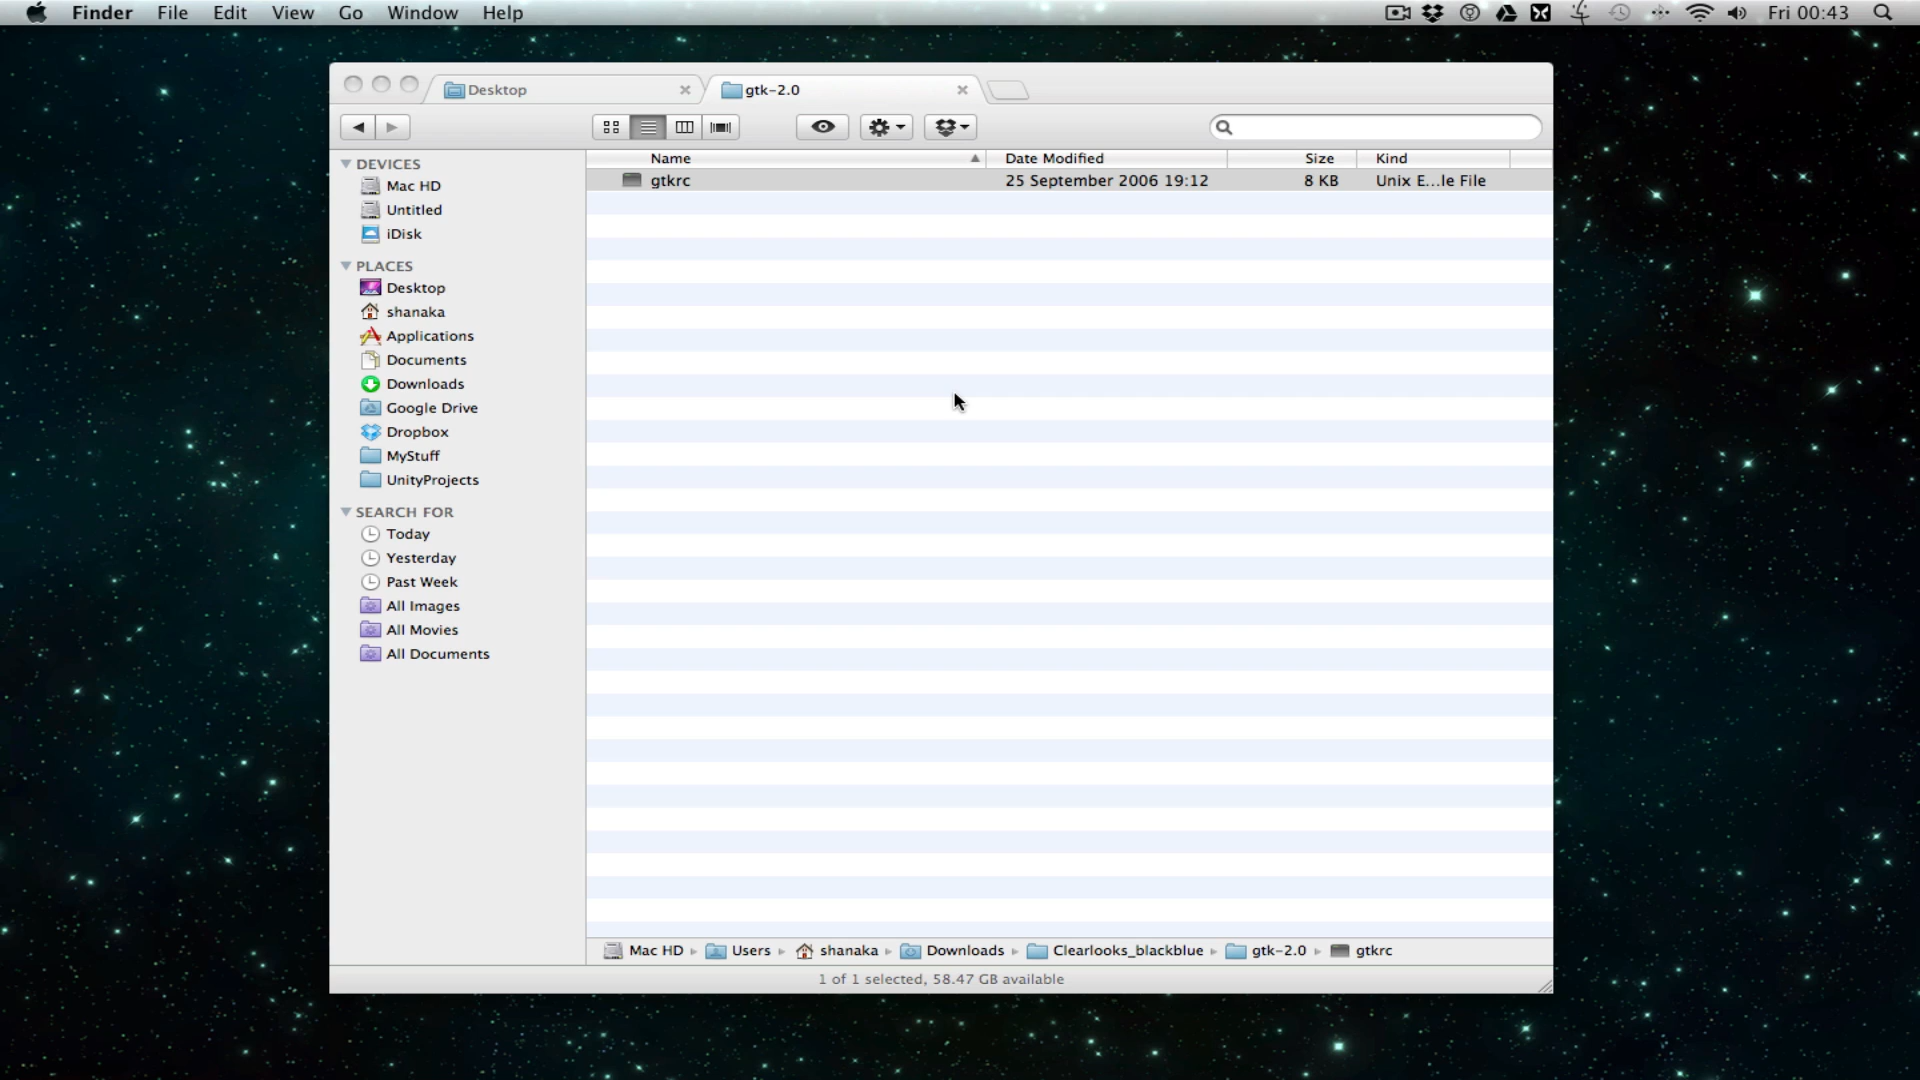 Finder File Edit View Go Window Help Fri 00:43
Desktop gtk-2.0
Name Date Modified Size Kind
gtkrc 25 September 2006 19:12 8 KB Unix E...le File
DEVICES
Mac HD
Untitled
iDisk
PLACES
Desktop
shanaka
Applications
Documents
Downloads
Google Drive
Dropbox
MyStuff
UnityProjects
SEARCH FOR
Today
Yesterday
Past Week
All Images
All Movies
All Documents
Mac HD Users shanaka Downloads Clearlooks_blackblue gtk-2.0 gtkrc
1 of 1 selected, 58.47 GB available